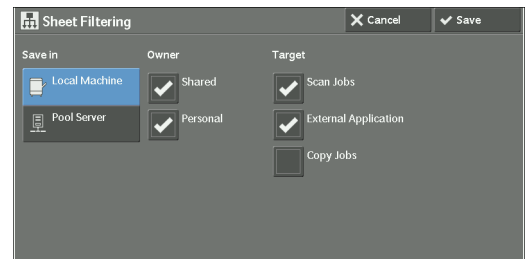 Sheet Filtering
Cancel
Save
Save in
Owner
Target
Local Machine
Shared
Scan Jobs
Pool Server
Personal
External Application
Copy Jobs